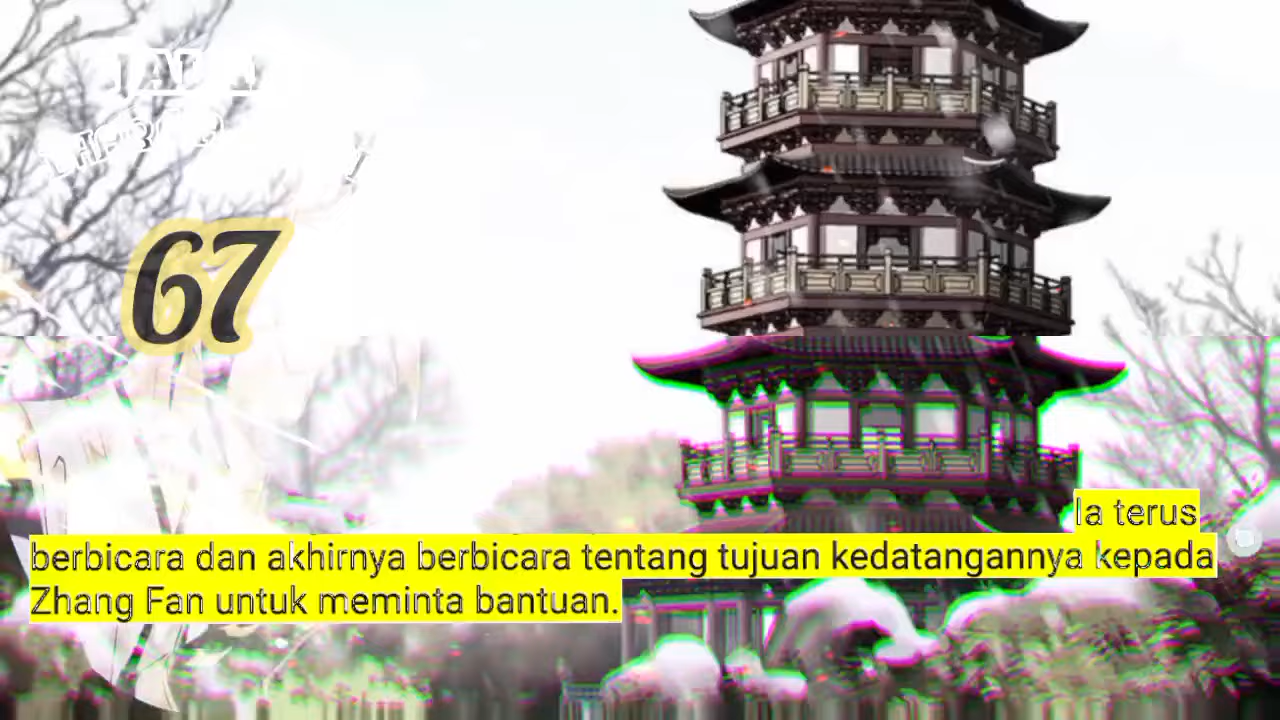 67
Ia terus
berbicara dan akhirnya berbicara tentang tujuan kedatangannya kepada
Zhang Fan untuk meminta bantuan.